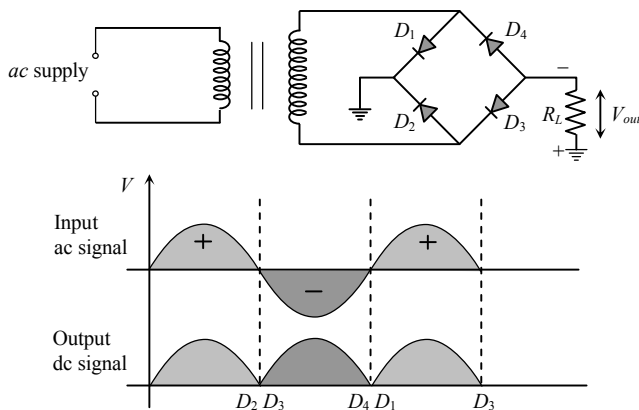 D1
D4
ac supply
D2
D3
−
RL
+
Vout
V
Input
ac signal
+
−
+
Output
dc signal
D2 D3
D4 D1
D3